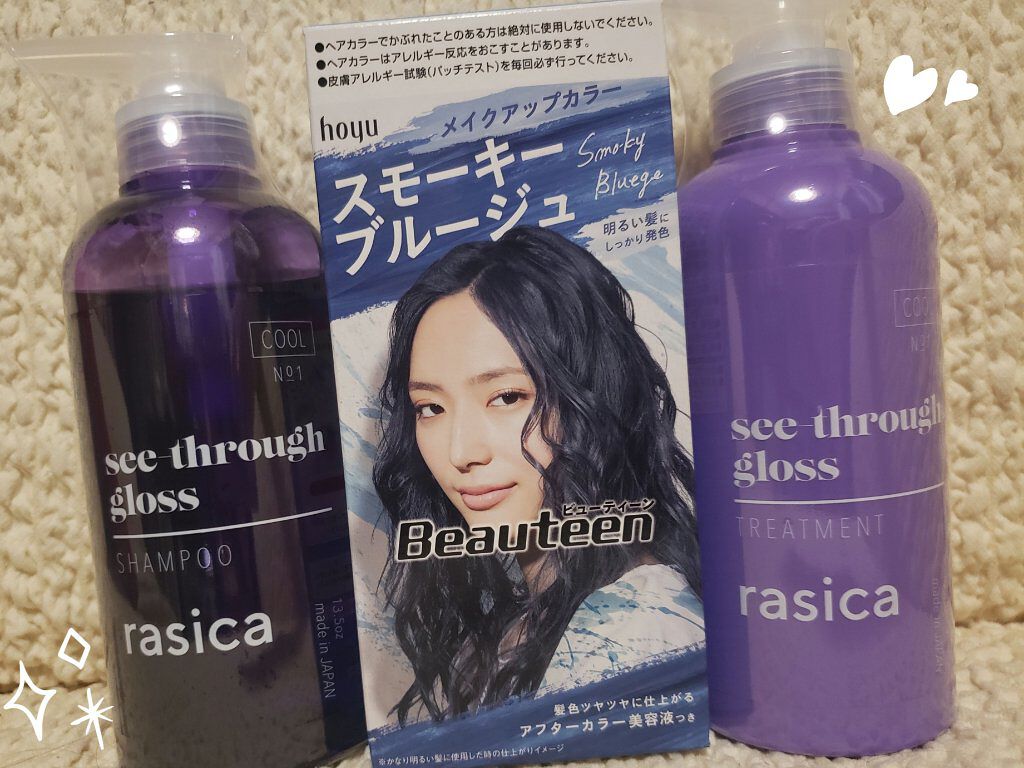 ●ヘアカラーでかぶれたことのある方は絶対に使用しないでください。
●ヘアカラーはアレルギー反応をおこすことがあります。
●皮膚アレルギー試験(パッチテスト)を毎回必ず行ってください。
hoyu
メイクアップカラー
スモーキー
ブルージュ
Smoky
Bluege
明るい髪に
しっかり発色
ビューティーン
Beauteen
髪色ツヤツヤに仕上がる
アフターカラー美容液つき
※かなり明るい髪に使用した時の仕上がりイメージ
COOL
Nº1
see-through
gloss
SHAMPOO
rasica
13.5oz
made in JAPAN
COOL
Nº1
see-through
gloss
TREATMENT
rasica